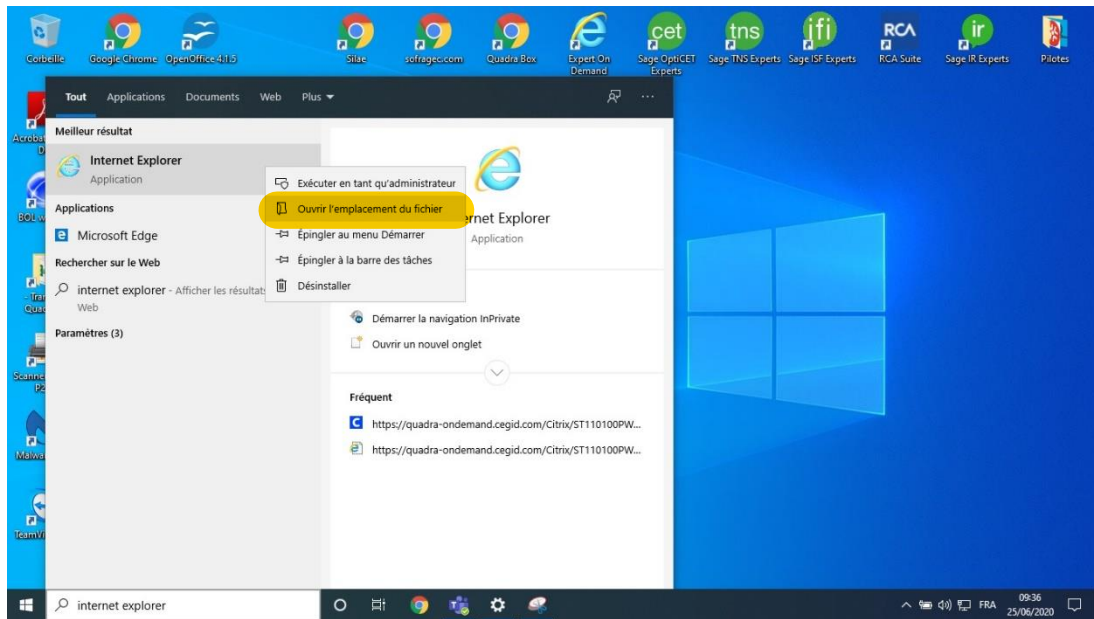 Corbeille
Google Chrome
OpenOffice 4.1.5
Silae
sofragec.com
Quadra Box
Expert On
Demand
cet
Sage OptiCET
Experts
tns
Sage TNS Experts
ifi
Sage ISF Experts
RCA
RCA Suite
ir
Sage IR Experts
Pilotes
Tout
Applications
Documents
Web
Plus
Meilleur résultat
Internet Explorer
Application
Applications
Microsoft Edge
Rechercher sur le Web
internet explorer - Afficher les
Web
Paramètres (3)
Exécuter en tant qu'administrateur
Ouvrir l'emplacement du fichier
Épingler au menu Démarrer
Épingler à la barre des tâches
Désinstaller
Explorer
Application
Démarrer la navigation InPrivate
Ouvrir un nouvel onglet
Fréquent
https://quadra-ondemand.cegid.com/Citrix/ST110100PW...
https://quadra-ondemand.cegid.com/Citrix/ST110100PW...
BOL
internet explorer
FRA
09:36
25/06/2020